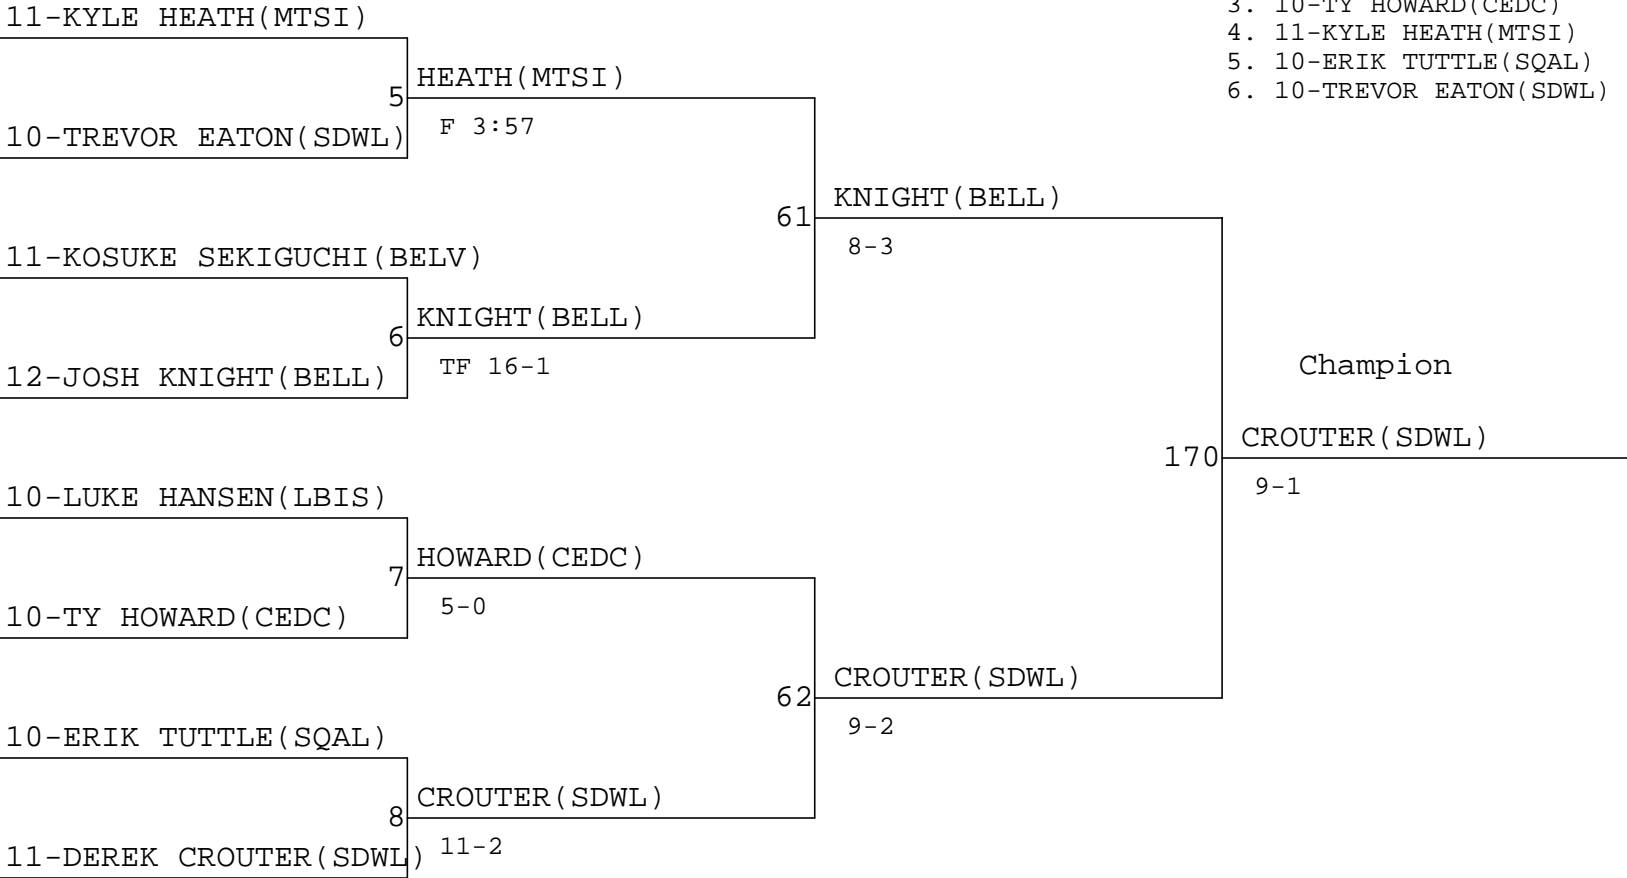 11-KYLE HEATH(MTSI)
3. 10-TY HOWARD(CEDC)
4. 11-KYLE HEATH(MTSI)
5. 10-ERIK TUTTLE(SQAL)
6. 10-TREVOR EATON(SDWL)
HEATH(MTSI)
5
F 3:57
10-TREVOR EATON(SDWL)
KNIGHT(BELL)
61
8-3
11-KOSUKE SEKIGUCHI(BELV)
KNIGHT(BELL)
6
TF 16-1
12-JOSH KNIGHT(BELL)
Champion
CROUTER(SDWL)
170
9-1
10-LUKE HANSEN(LBIS)
HOWARD(CEDC)
7
5-0
10-TY HOWARD(CEDC)
CROUTER(SDWL)
62
9-2
10-ERIK TUTTLE(SQAL)
CROUTER(SDWL)
8
11-2
11-DEREK CROUTER(SDWL)